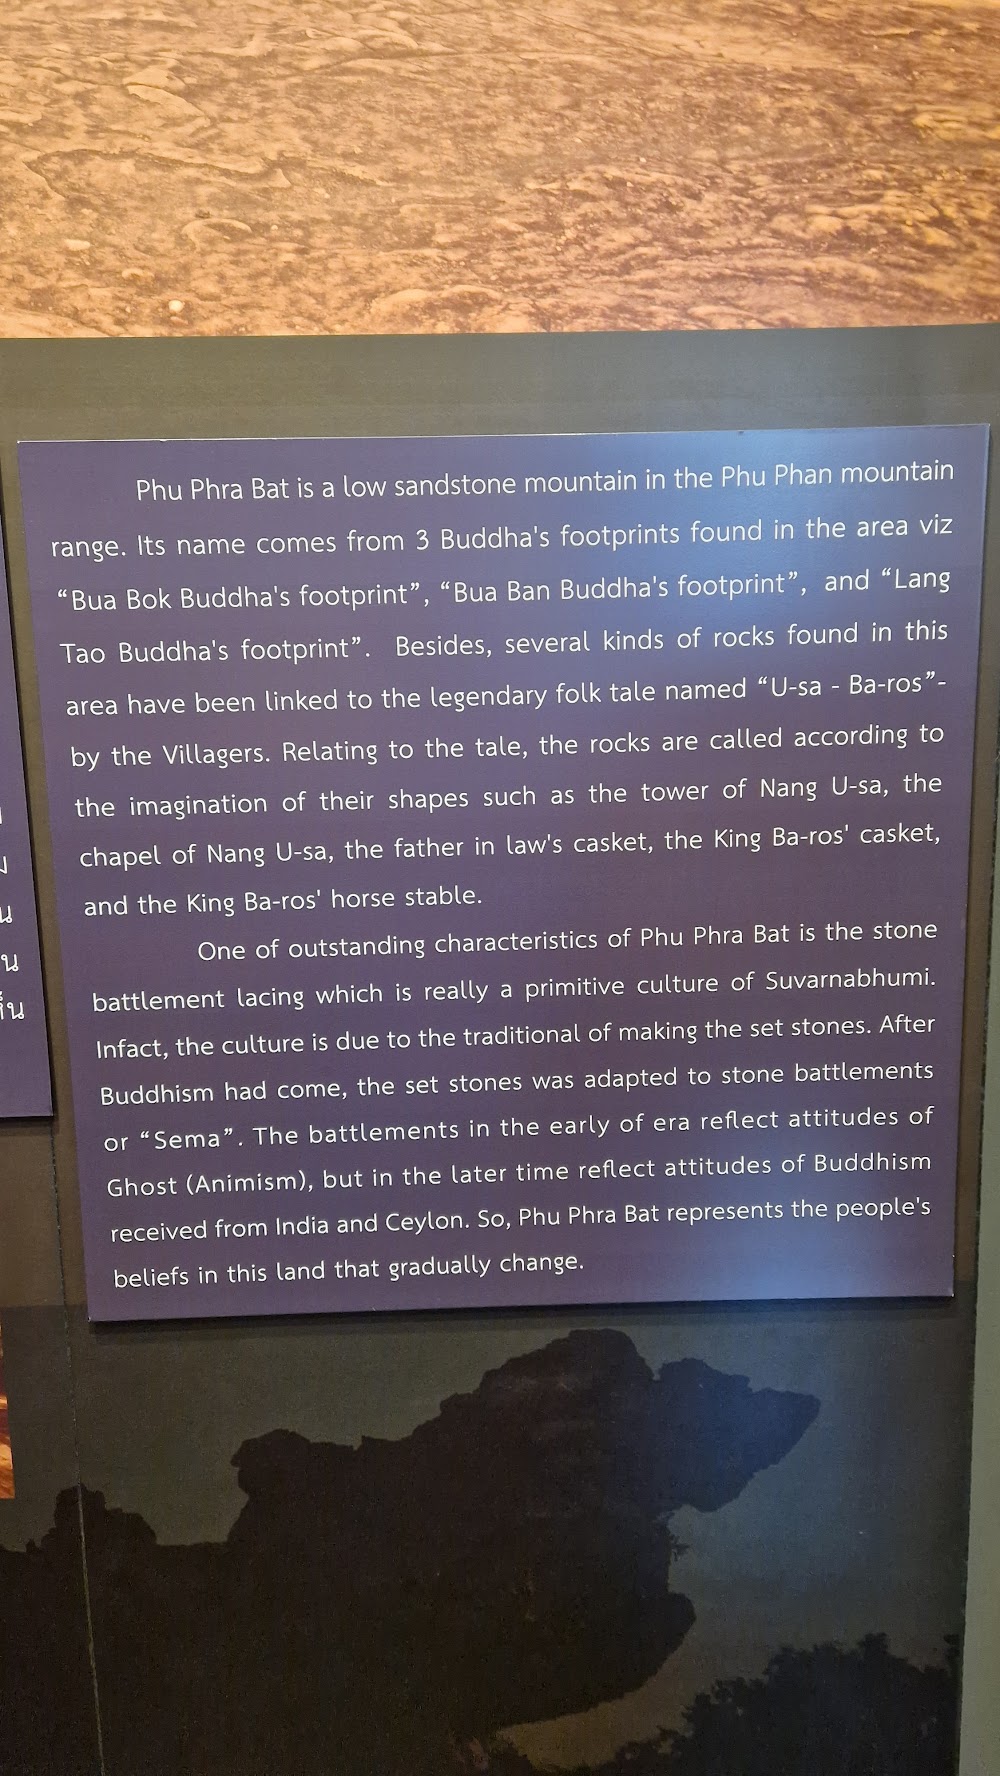 Phu Phra Bat is a low sandstone mountain in the Phu Phan mountain
range. Its name comes from 3 Buddha's footprints found in the area viz
“Bua Bok Buddha's footprint”, “Bua Ban Buddha's footprint”, and “Lang
Tao Buddha's footprint”. Besides, several kinds of rocks found in this
area have been linked to the legendary folk tale named “U-sa - Ba-ros”-
by the Villagers. Relating to the tale, the rocks are called according to
the imagination of their shapes such as the tower of Nang U-sa, the
chapel of Nang U-sa, the father in law's casket, the King Ba-ros' casket,
and the King Ba-ros' horse stable.
One of outstanding characteristics of Phu Phra Bat is the stone
battlement lacing which is really a primitive culture of Suvarnabhumi.
Infact, the culture is due to the traditional of making the set stones. After
Buddhism had come, the set stones was adapted to stone battlements
or “Sema”. The battlements in the early of era reflect attitudes of
Ghost (Animism), but in the later time reflect attitudes of Buddhism
received from India and Ceylon. So, Phu Phra Bat represents the people's
beliefs in this land that gradually change.